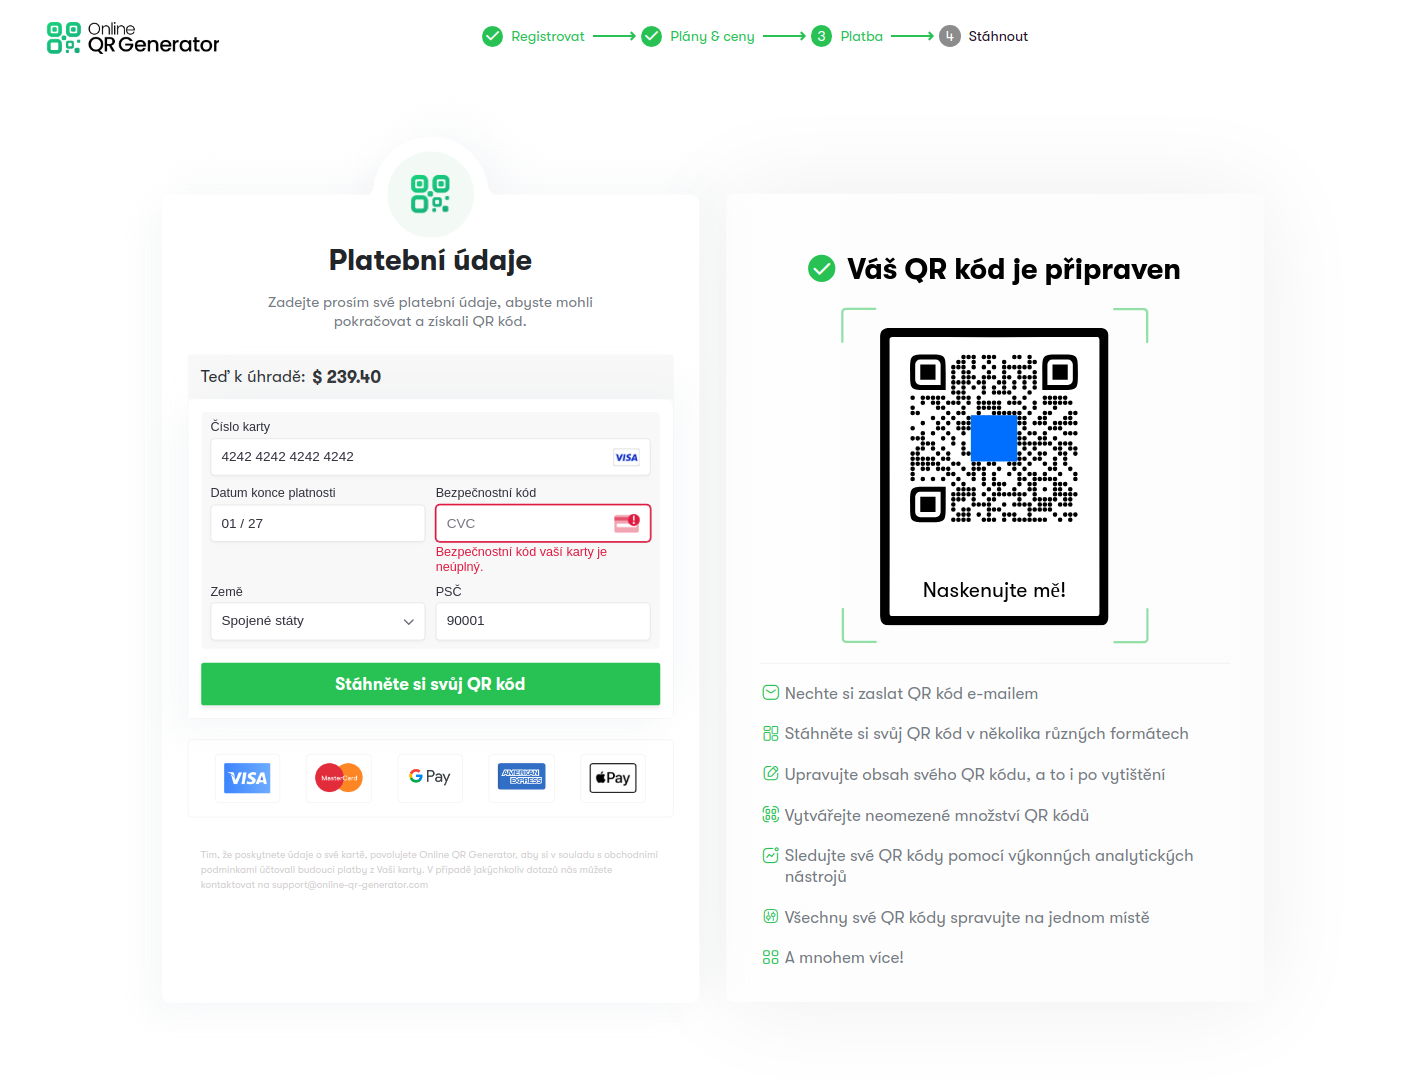 Online
QR Generator
Registrovat
Plány & ceny
3 Platba
4 Stáhnout
Platební údaje
Zadejte prosím své platební údaje, abyste mohli
pokračovat a získali QR kód.
Teď k úhradě: $ 239.40
Číslo karty
4242 4242 4242 4242
VISA
Datum konce platnosti
01 / 27
Bezpečnostní kód
CVC
Bezpečnostní kód vaší karty je
neúplný.
Země
Spojené státy
PSČ
90001
Stáhněte si svůj QR kód
VISA
MasterCard
G Pay
AMERICAN
EXPRESS
Pay
Tím, že poskytnete údaje o své kartě, povolujete Online QR Generator, aby si v souladu s obchodními
podmínkami účtovali budoucí platby z Vaší karty. V případě jakýchkoliv dotazů nás můžete
kontaktovat na support@online-qr-generator.com
Váš QR kód je připraven
Naskenujte mě!
Nechte si zaslat QR kód e-mailem
Stáhněte si svůj QR kód v několika různých formátech
Upravujte obsah svého QR kódu, a to i po vytištění
Vytvářejte neomezené množství QR kódů
Sledujte své QR kódy pomocí výkonných analytických
nástrojů
Všechny své QR kódy spravujte na jednom místě
A mnohem více!